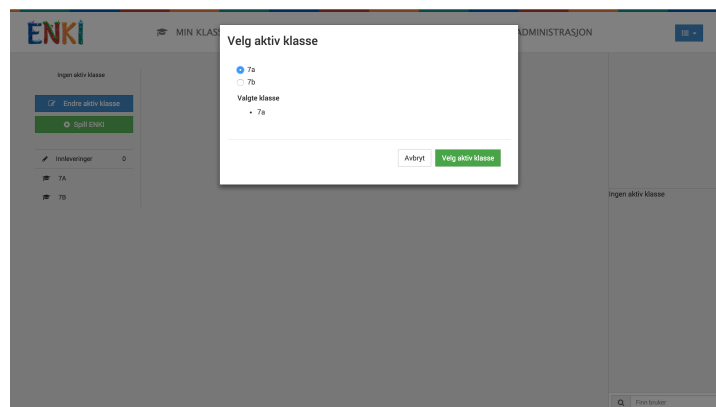 ENKI
MIN KLAS
ADMINISTRASJON
Velg aktiv klasse
7a
7b
Valgte klasse
• 7a
Avbryt
Velg aktiv klasse
Ingen aktiv klasse
Endre aktiv klasse
Spill ENKI
Innleveringer 0
7A
7B
Ingen aktiv klasse
Finn bruker